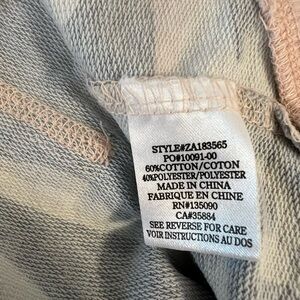 STYLE#ZA183565
PO#10091-00
60%COTTON/COTON
40%POLYESTER/POLYESTER
MADE IN CHINA
FABRIQUE EN CHINE
RN#135090
CA#35884
SEE REVERSE FOR CARE
VOIR INSTRUCTIONS AU DOS